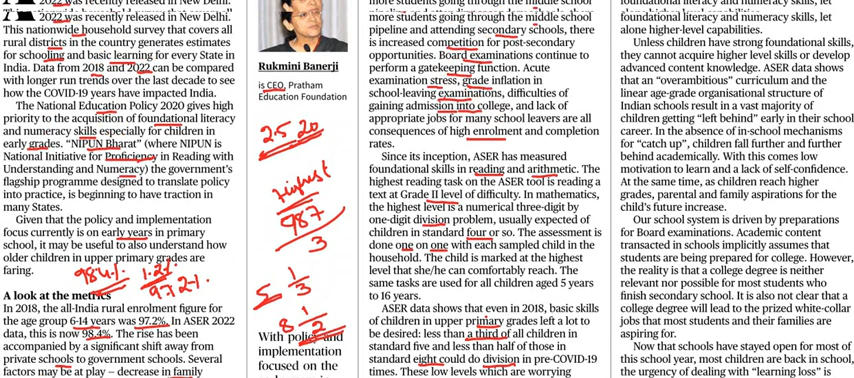 2022 was recently released in New Delhi.
This nationwide household survey that covers all
rural districts in the country generates estimates
for schooling and basic learning for every State in
India. Data from 2018 and 2022 can be compared
with longer run trends over the last decade to see
how the COVID-19 years have impacted India.
The National Education Policy 2020 gives high
priority to the acquisition of foundational literacy
and numeracy skills especially for children in
early grades. “NIPUN Bharat” (where NIPUN is
National Initiative for Proficiency in Reading with
Understanding and Numeracy) the government’s
flagship programme designed to translate policy
into practice, is beginning to have traction in
many States.
Given that the policy and implementation
focus currently is on early years in primary
school, it may be useful to also understand how
older children in upper primary grades are
faring.
98.4% 1.2%
97.2%
A look at the metrics
In 2018, the all-India rural enrolment figure for
the age group 6-14 years was 97.2%. In ASER 2022
data, this is now 98.4%. The rise has been
accompanied by a significant shift away from
private schools to government schools. Several
factors may be at play – decrease in family
Rukmini Banerji
is CEO, Pratham
Education Foundation
25 20
Highest
987
3
5 1/3
8 1/2
With policy and
implementation
focused on the
more students going through the middle school
pipeline and attending secondary schools, there
is increased competition for post-secondary
opportunities. Board examinations continue to
perform a gatekeeping function. Acute
examination stress, grade inflation in
school-leaving examinations, difficulties of
gaining admission into college, and lack of
appropriate jobs for many school leavers are all
consequences of high enrolment and completion
rates.
Since its inception, ASER has measured
foundational skills in reading and arithmetic. The
highest reading task on the ASER tool is reading a
text at Grade II level of difficulty. In mathematics,
the highest level is a numerical three-digit by
one-digit division problem, usually expected of
children in standard four or so. The assessment is
done one on one with each sampled child in the
household. The child is marked at the highest
level that she/he can comfortably reach. The
same tasks are used for all children aged 5 years
to 16 years.
ASER data shows that even in 2018, basic skills
of children in upper primary grades left a lot to
be desired: less than a third of all children in
standard five and less than half of those in
standard eight could do division in pre-COVID-19
times. These low levels which are worrying
foundational literacy and numeracy skills, let
alone higher-level capabilities.
Unless children have strong foundational skills,
they cannot acquire higher level skills or develop
advanced content knowledge. ASER data shows
that an “overambitious” curriculum and the
linear age-grade organisational structure of
Indian schools result in a vast majority of
children getting “left behind” early in their school
career. In the absence of in-school mechanisms
for “catch up”, children fall further and further
behind academically. With this comes low
motivation to learn and a lack of self-confidence.
At the same time, as children reach higher
grades, parental and family aspirations for the
child’s future increase.
Our school system is driven by preparations
for Board examinations. Academic content
transacted in schools implicitly assumes that
students are being prepared for college. However,
the reality is that a college degree is neither
relevant nor possible for most students who
finish secondary school. It is also not clear that a
college degree will lead to the prized white-collar
jobs that most students and their families are
aspiring for.
Now that schools have stayed open for most of
this school year, most children are back in school,
the urgency of dealing with “learning loss” is